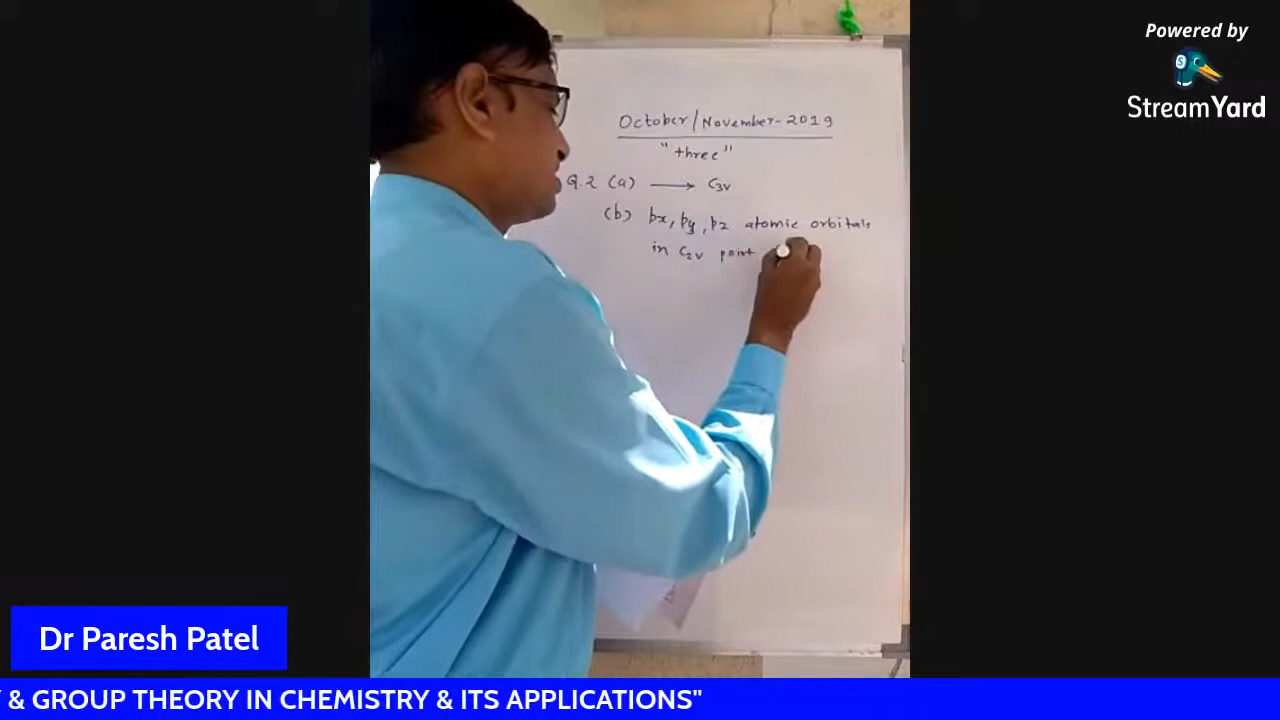 Powered by
StreamYard
October/November-2019
"three"
Q.2 (a) → C3v
(b) px, py, pz atomic orbitals
in C2v point
Dr Paresh Patel
Y & GROUP THEORY IN CHEMISTRY & ITS APPLICATIONS"